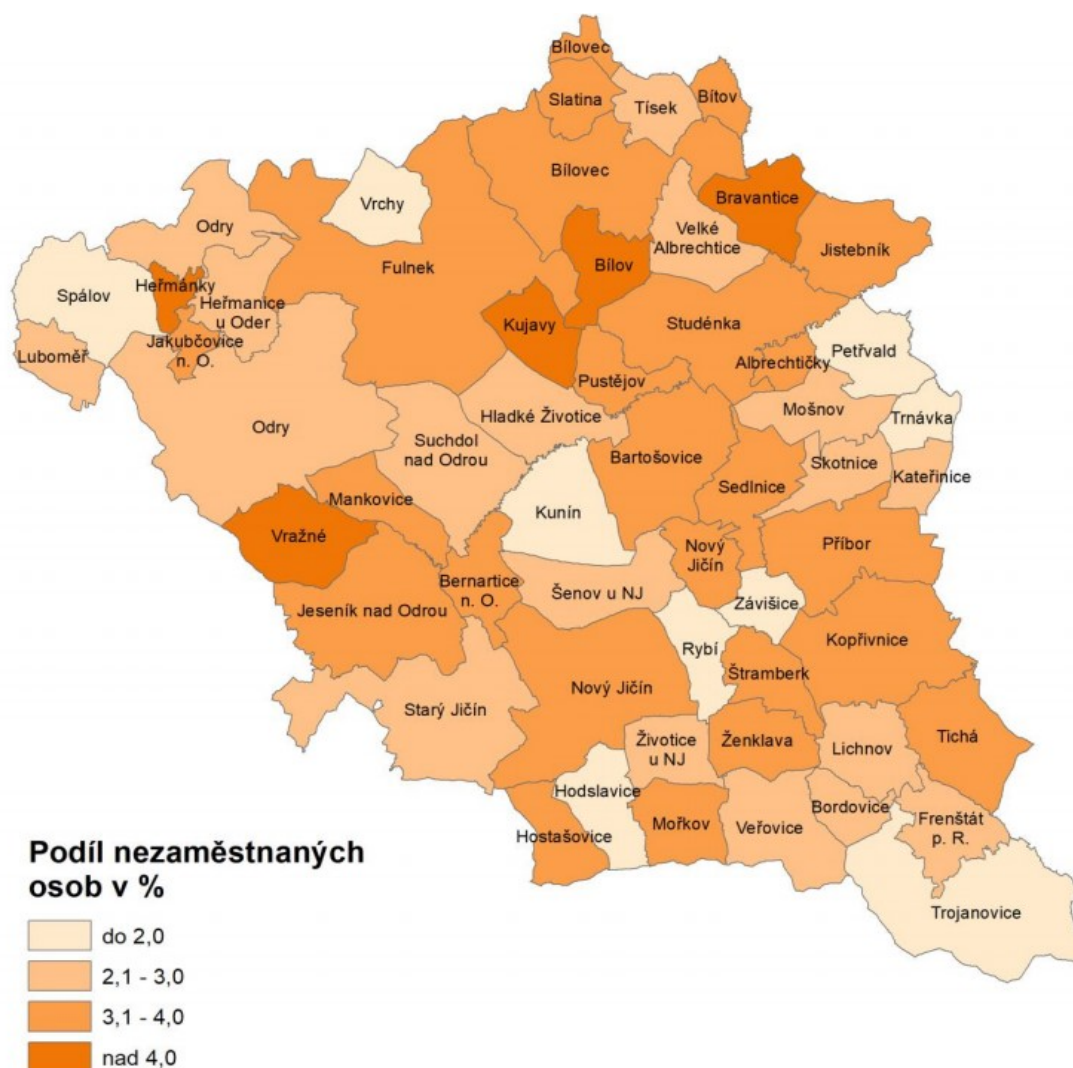 Bílovec
Slatina
Tísek
Bítov
Bílovec
Vrchy
Bravantice
Odry
Velké
Albrechtice
Jistebník
Fulnek
Bílov
Heřmánky
Spálov
Heřmanice
u Oder
Kujavy
Studénka
Jakubčovice
n. O.
Luboměř
Petřvald
Albrechtičky
Pustějov
Mošnov
Trnávka
Hladké Životice
Odry
Suchdol
nad Odrou
Bartošovice
Skotnice
Kateřinice
Sedlnice
Mankovice
Kunín
Vražné
Nový
Jičín
Příbor
Bernartice
n. O.
Šenov u NJ
Závišice
Jeseník nad Odrou
Kopřivnice
Rybí
Štramberk
Nový Jičín
Starý Jičín
Životice
u NJ
Ženklava
Lichnov
Tichá
Hodslavice
Bordovice
Hostašovice
Mořkov
Veřovice
Frenštát
p. R.
Trojanovice
Podíl nezaměstnaných
osob v %
do 2,0
2,1 - 3,0
3,1 - 4,0
nad 4,0